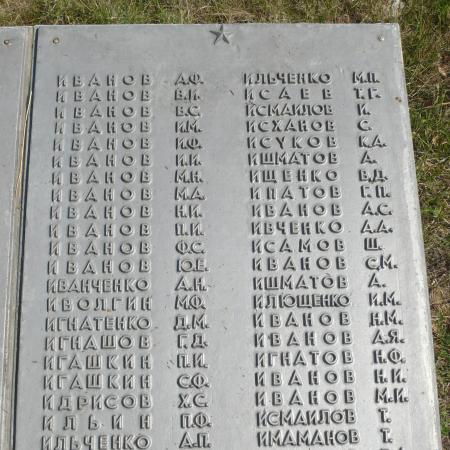 ИВАНОВ А.Ф.
ИВАНОВ В.И.
ИВАНОВ В.С.
ИВАНОВ И.М.
ИВАНОВ И.Ф.
ИВАНОВ И.И.
ИВАНОВ М.Н.
ИВАНОВ М.А.
ИВАНОВ Н.И.
ИВАНОВ П.И.
ИВАНОВ Ф.С.
ИВАНОВ Ю.Е.
ИВАНЧЕНКО А.Н.
ИВОЛГИН М.Ф.
ИГНАТЕНКО Д.М.
ИГНАШОВ Г.Д.
ИГАШКИН П.И.
ИГАШКИН С.Ф.
ИДРИСОВ Х.С.
ИЛЬИН П.Ф.
ИЛЬЧЕНКО А.П.
ИЛЬЧЕНКО М.П.
ИСАЕВ Т.Г.
ИСМАИЛОВ И.
ИСХАНОВ С.
ИСУКОВ К.А.
ИШМАТОВ А.
ИЩЕНКО В.Д.
ИПАТОВ Г.П.
ИВАНОВ А.С.
ИВЧЕНКО А.А.
ИСАМОВ Ш.
ИВАНОВ С.М.
ИШМАТОВ А.
ИЛЮЩЕНКО И.М.
ИВАНОВ Н.М.
ИВАНОВ А.Я.
ИГНАТОВ Н.Ф.
ИВАНОВ Н.И.
ИВАНОВ М.И.
ИСМАИЛОВ Т.
ИМАМАНОВ Т.